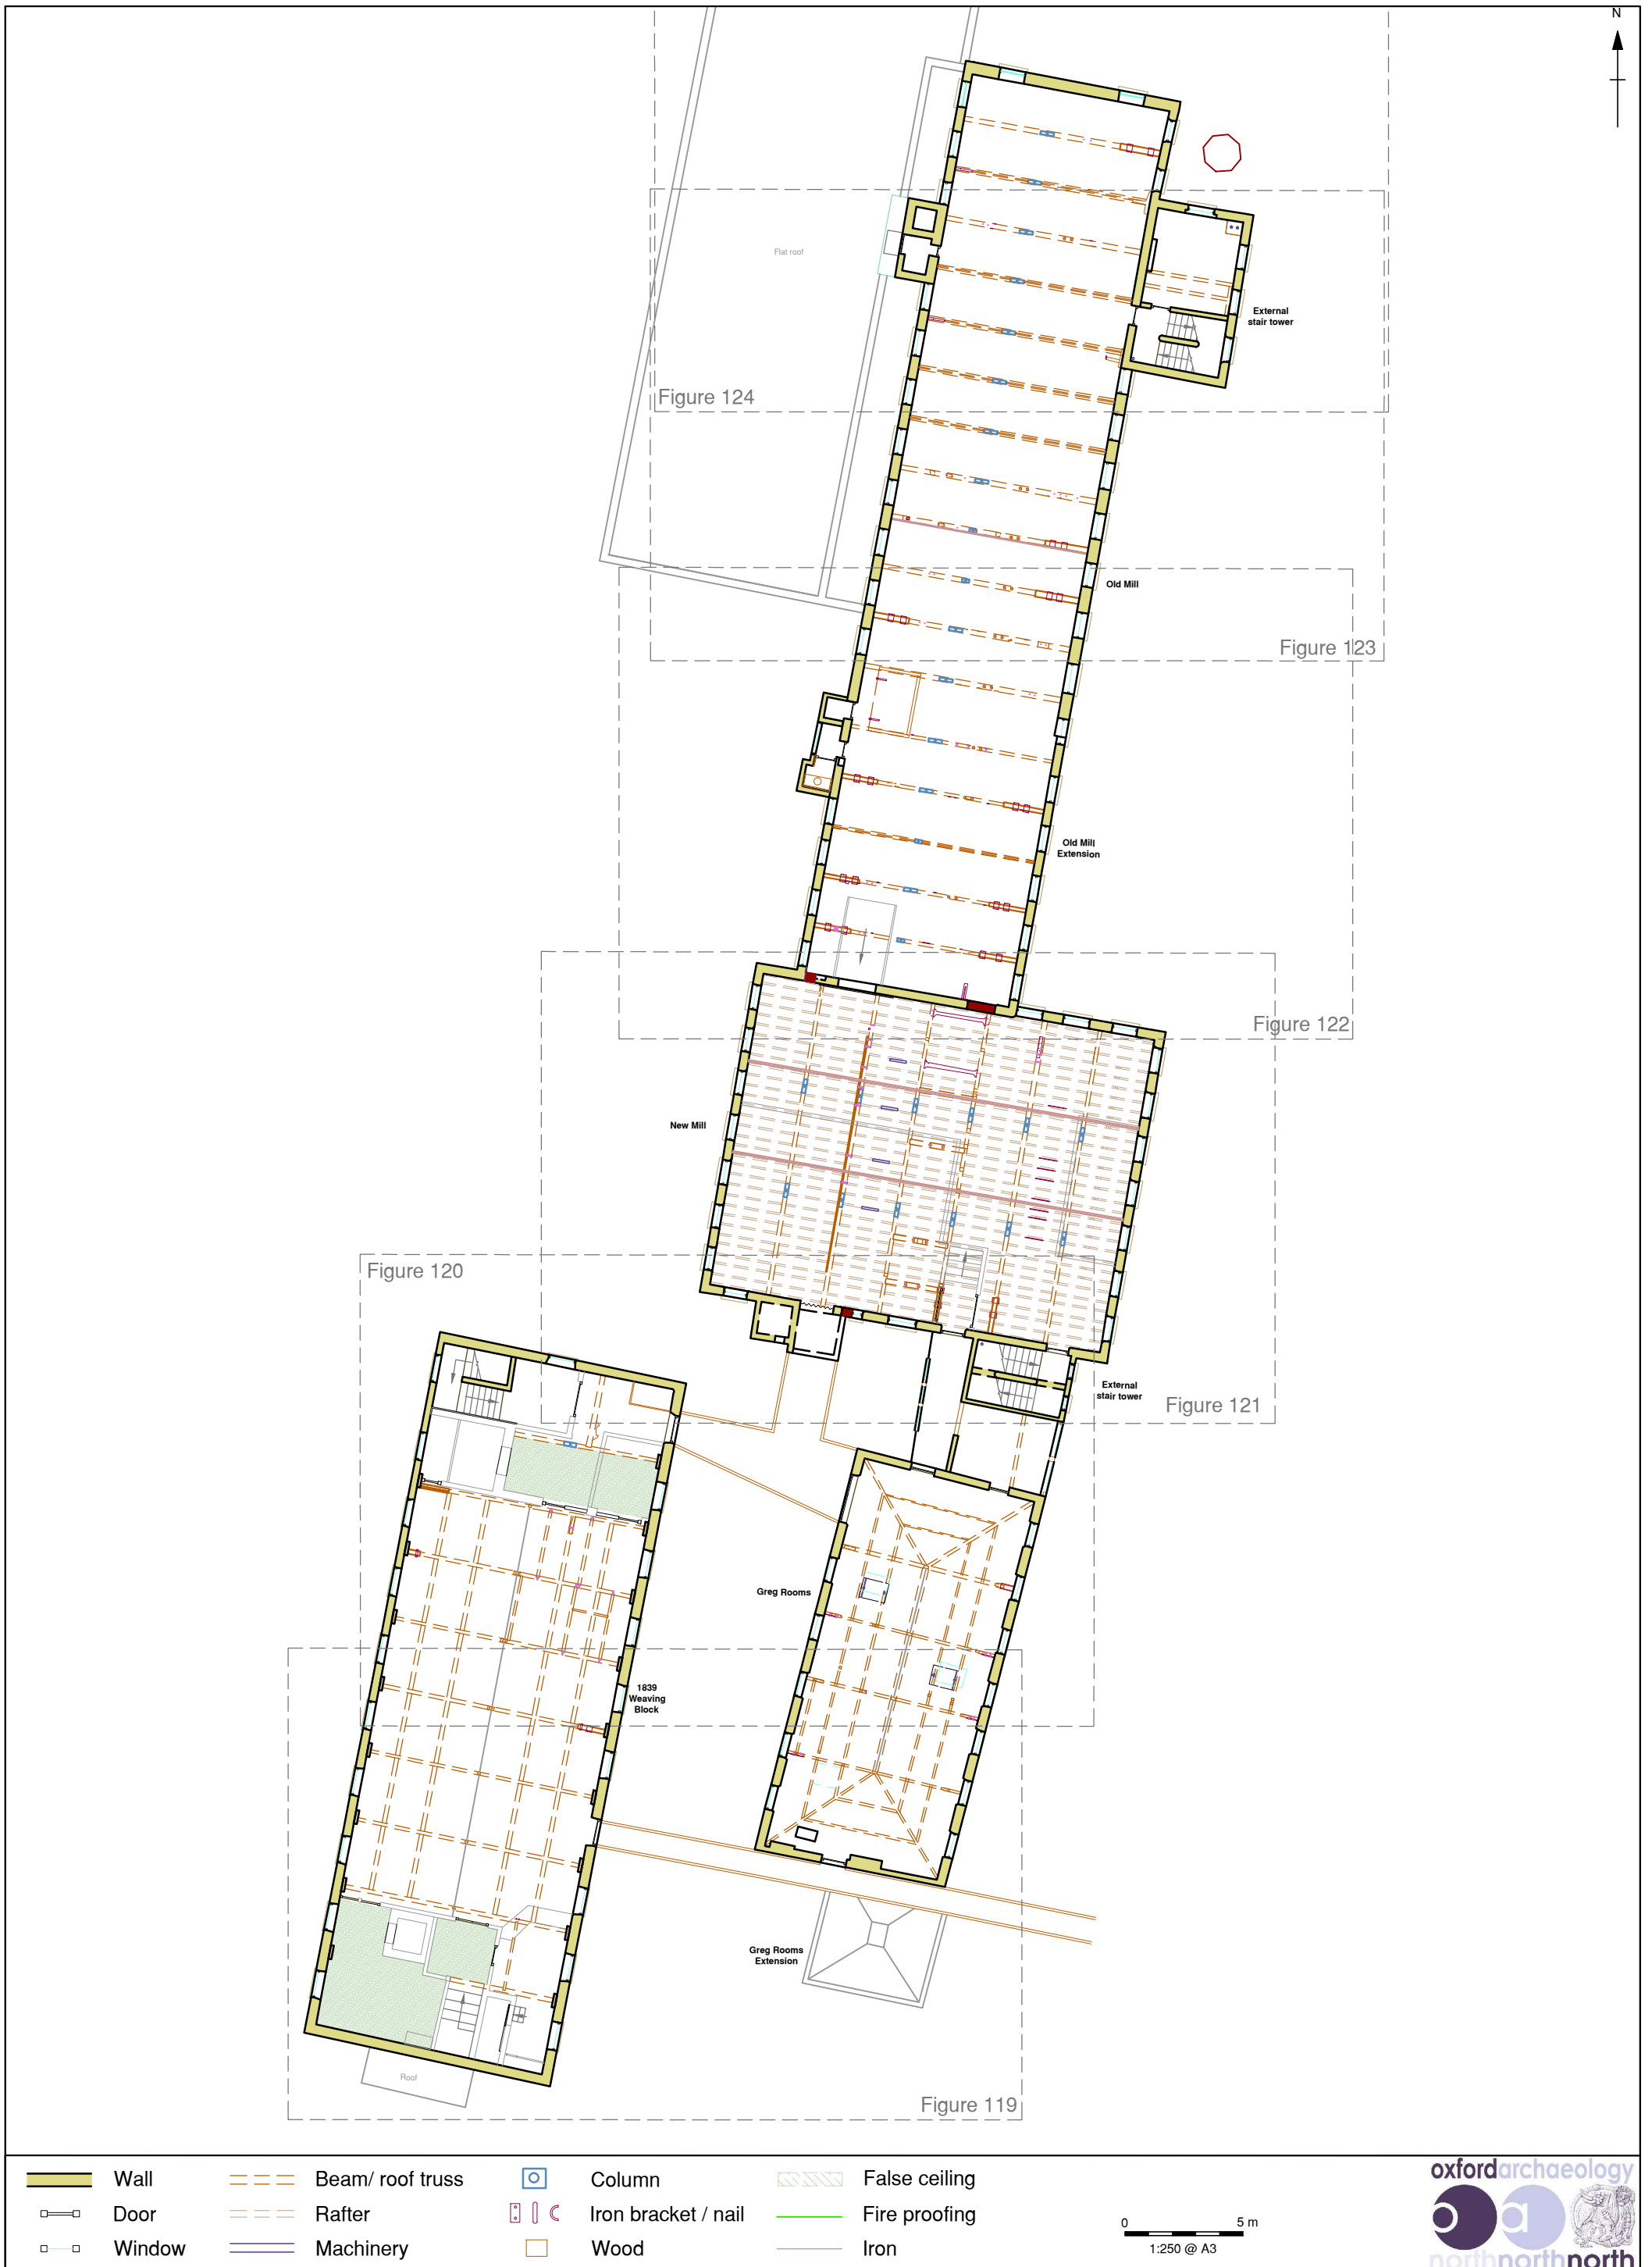 N
Flat roof
External
stair tower
Figure 124
Old Mill
Figure 123
Old Mill
Extension
Figure 122
New Mill
Figure 120
External
stair tower
Figure 121
Greg Rooms
1839
Weaving
Block
Greg Rooms
Extension
Roof
Figure 119
Wall
Beam/ roof truss
Column
False ceiling
Door
Rafter
Iron bracket / nail
Fire proofing
Window
Machinery
Wood
Iron
0 5 m
1:250 @ A3
oxfordarchaeology
oa
northnorthnorth